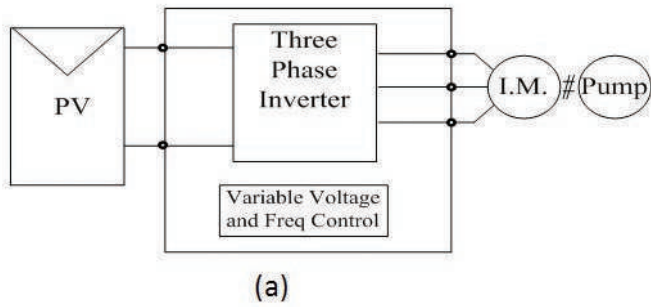 PV
Three
Phase
Inverter
I.M.
#
Pump
Variable Voltage
and Freq Control
(a)